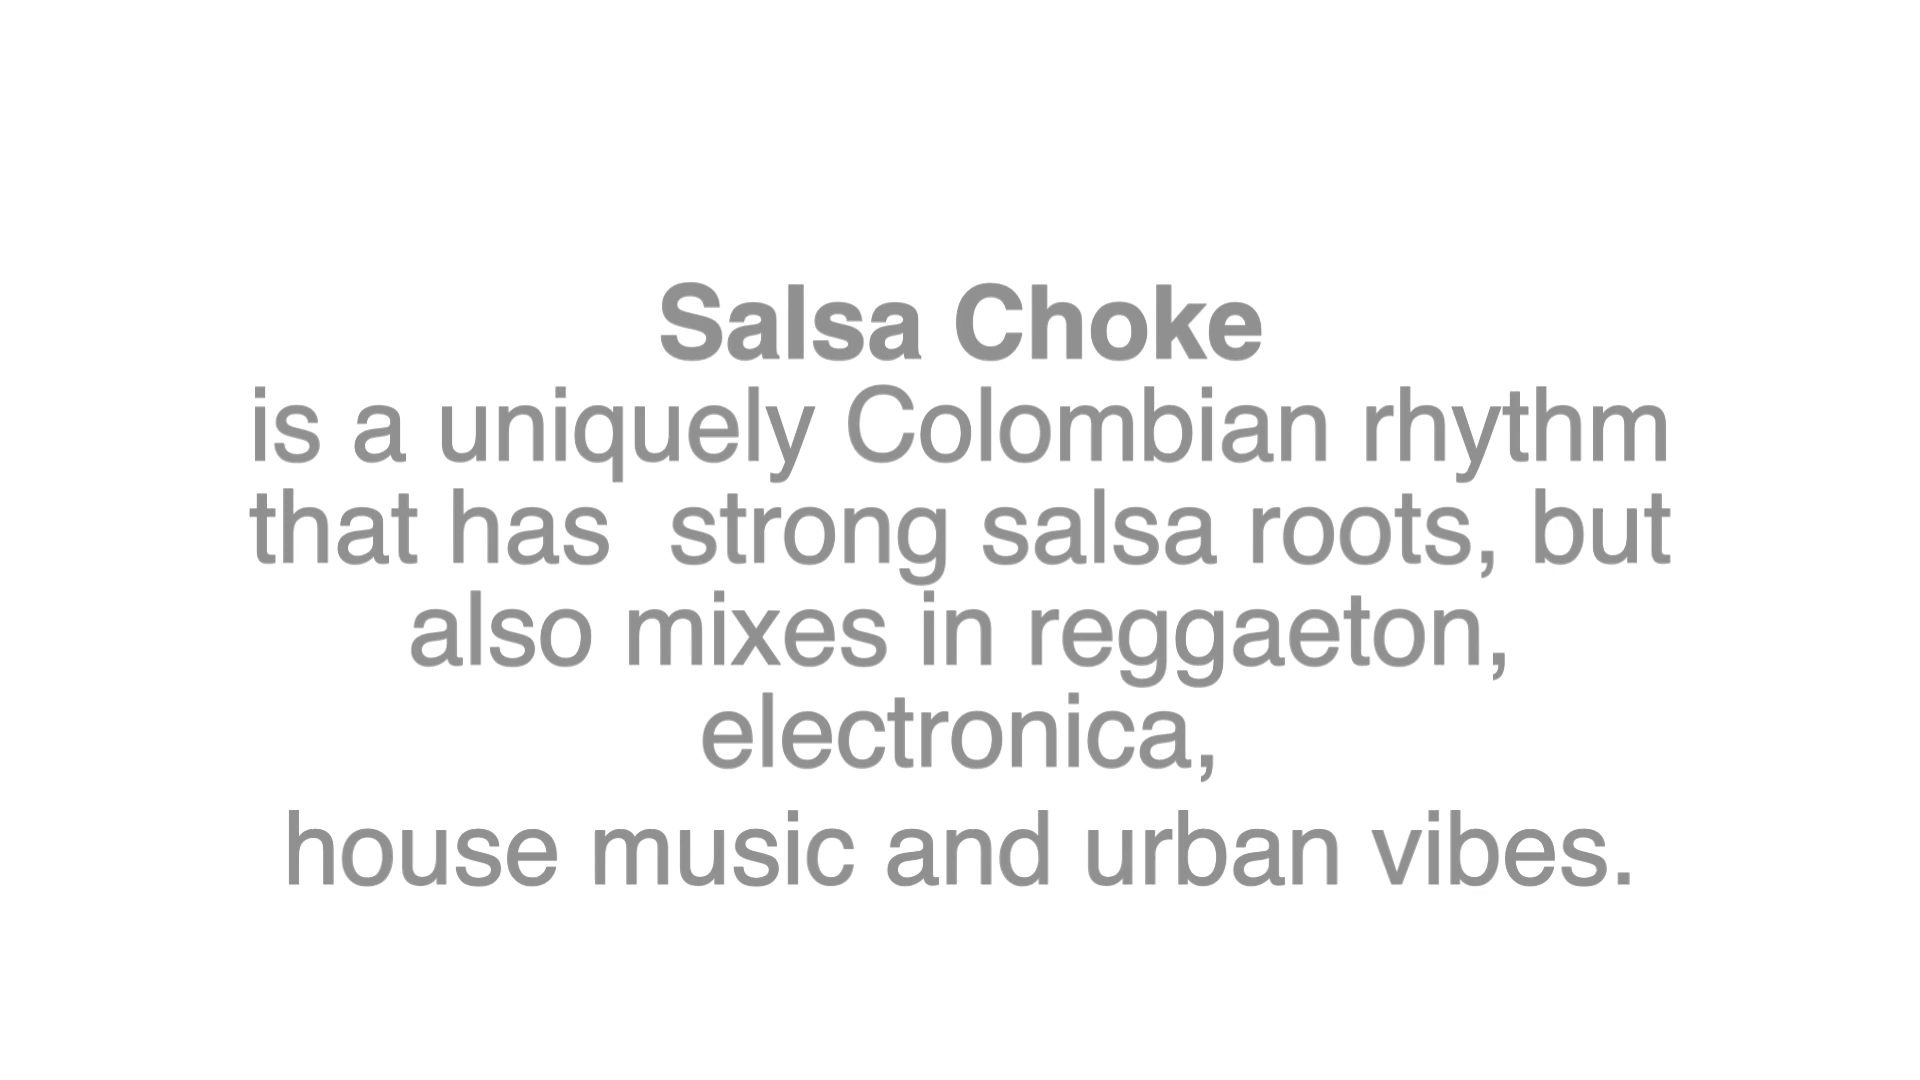 Salsa Choke
is a uniquely Colombian rhythm
that has  strong salsa roots, but
also mixes in reggaeton,
electronica,
house music and urban vibes.